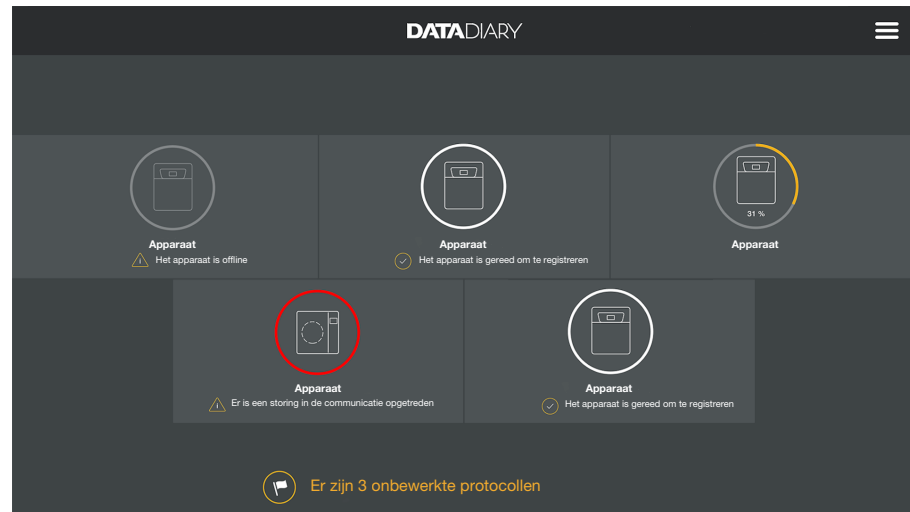 DATADIARY
Apparaat
Het apparaat is offline
Apparaat
Het apparaat is gereed om te registreren
31 %
Apparaat
Apparaat
Er is een storing in de communicatie opgetreden
Apparaat
Het apparaat is gereed om te registreren
Er zijn 3 onbewerkte protocollen